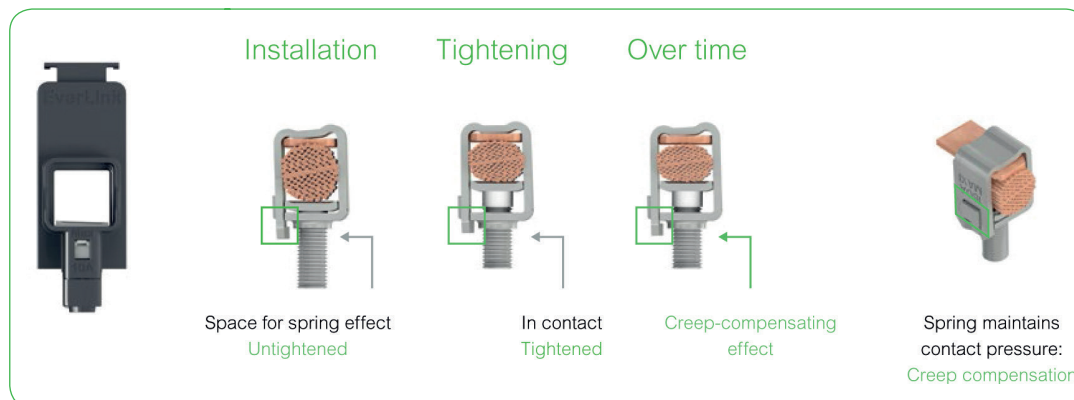 EverLink
Installation
Tightening
Over time
Space for spring effect
Untightened
In contact
Tightened
Creep-compensating
effect
Spring maintains
contact pressure:
Creep compensation